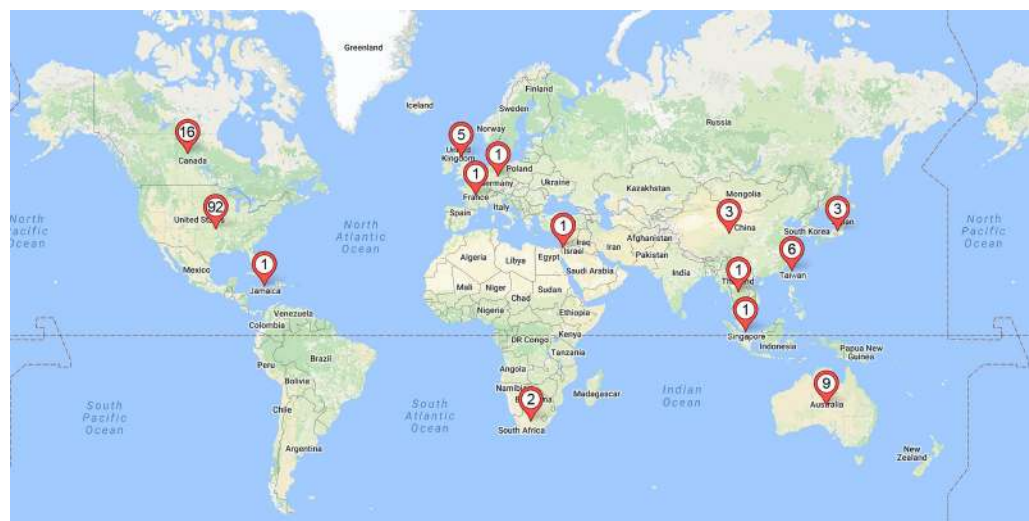 Greenland
Iceland
Finland
Sweden
Norway
Russia
16
Canada
5
United
Kingdom
1
Poland
Germany
Ukraine
1
France
Kazakhstan
Mongolia
92
United States
North
Pacific
Ocean
North
Atlantic
Ocean
Spain
Italy
1
Israel
Iraq
Iran
Afghanistan
Pakistan
3
China
South Korea
3
North
Pacific
Ocean
Mexico
1
Jamaica
Algeria
Libya
Egypt
Saudi Arabia
India
6
Taiwan
1
Thailand
Mali
Niger
Chad
Sudan
Nigeria
Ethiopia
1
Singapore
Venezuela
Colombia
DR Congo
Kenya
Tanzania
Indonesia
Papua New
Guinea
Peru
Brazil
Bolivia
Angola
Namibia
Madagascar
Indian
Ocean
9
Australia
South
Pacific
Ocean
Chile
South
Atlantic
Ocean
2
South Africa
Argentina
New
Zealand